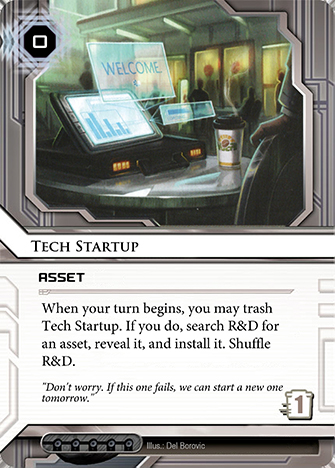 0
WELCOME
TECH STARTUP
ASSET
When your turn begins, you may trash
Tech Startup. If you do, search R&D for
an asset, reveal it, and install it. Shuffle
R&D.
"Don't worry. If this one fails, we can start a new one
tomorrow."
1
Illus.: Del Borovic